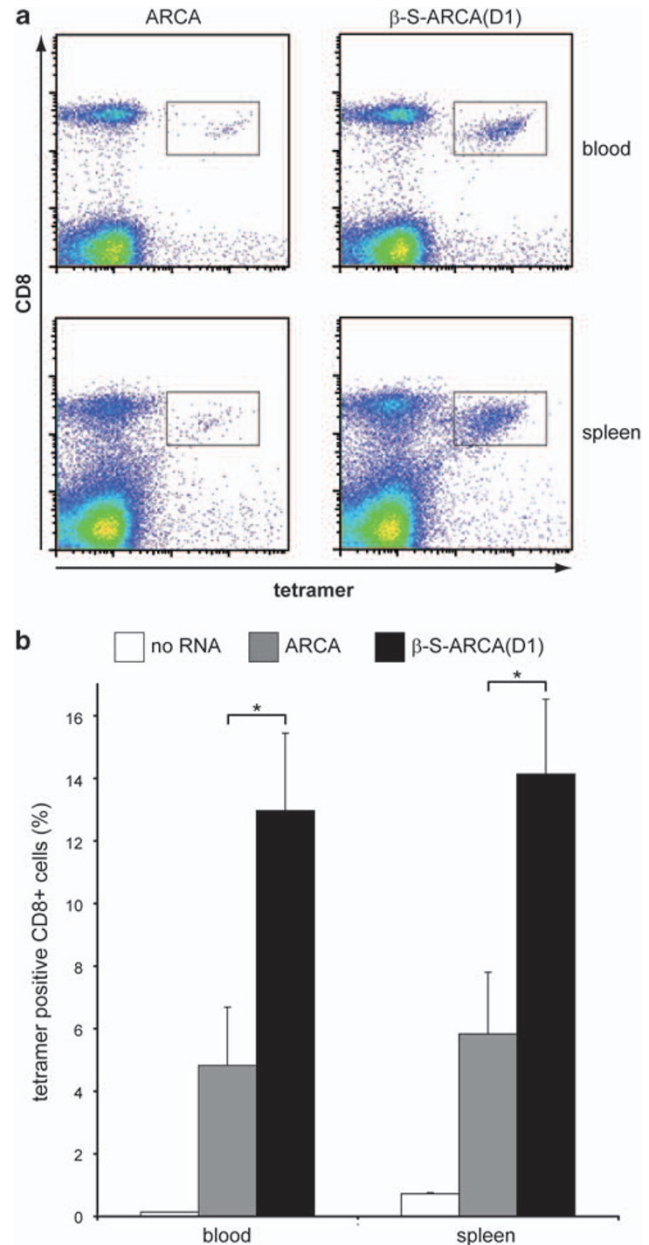 a
ARCA β-S-ARCA(D1)
blood
CD8
spleen
tetramer
b
no RNA ARCA β-S-ARCA(D1)
* *
tetramer positive CD8+ cells (%)
16
14
12
10
8
6
4
2
0
blood spleen